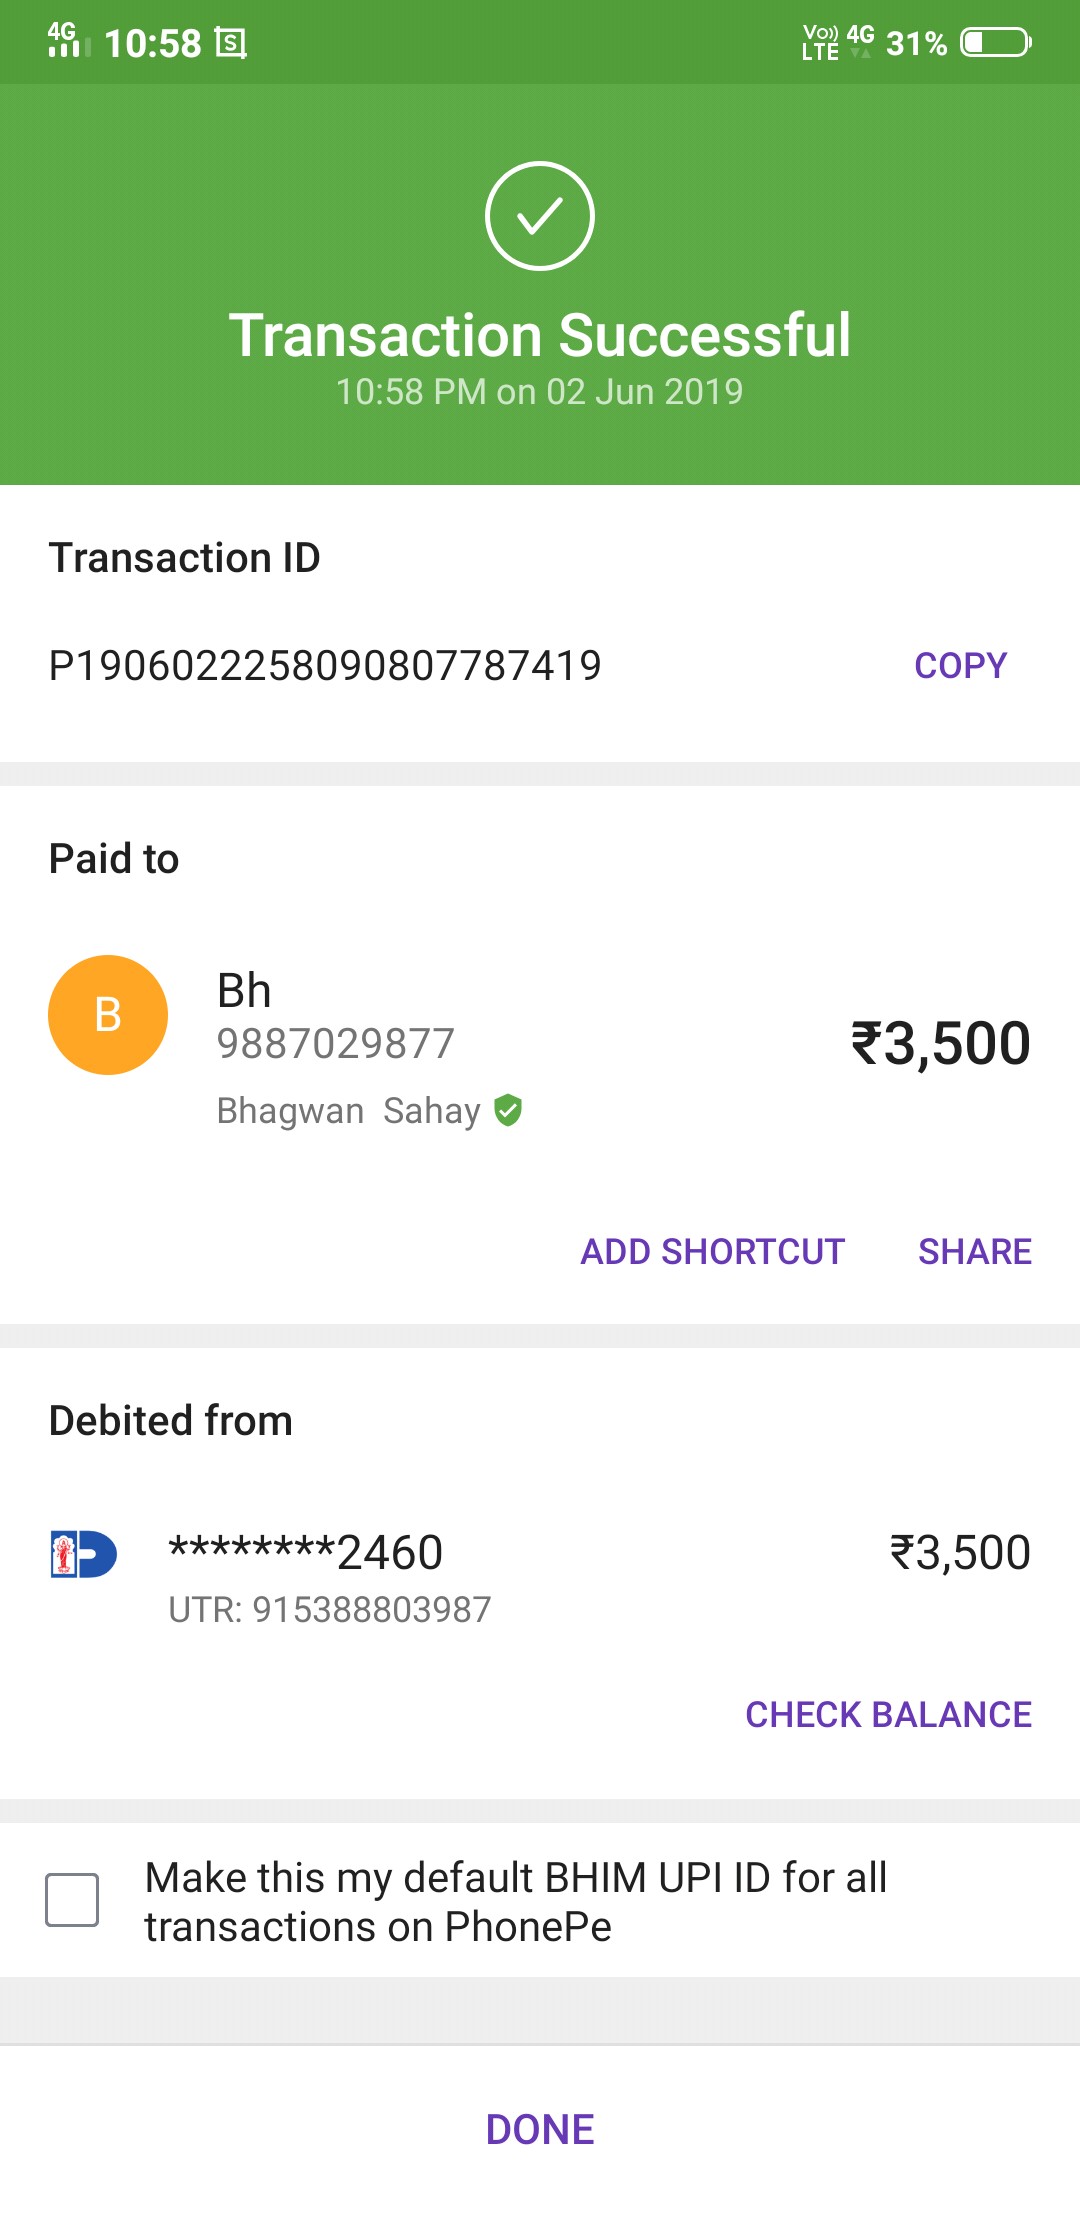 4G 10:58 S Vo)) LTE 4G 31%
Transaction Successful
10:58 PM on 02 Jun 2019
Transaction ID
P1906022258090807787419 COPY
Paid to
B
Bh
9887029877
₹3,500
Bhagwan Sahay
ADD SHORTCUT SHARE
Debited from
********2460 ₹3,500
UTR: 915388803987
CHECK BALANCE
Make this my default BHIM UPI ID for all
transactions on PhonePe
DONE